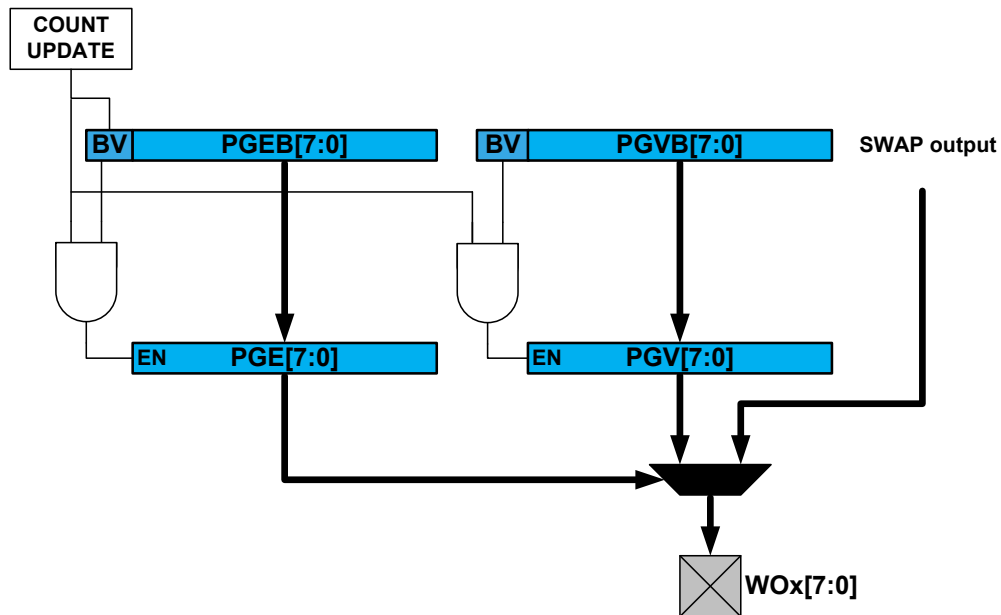 COUNT
UPDATE
BV
PGEB[7:0]
BV
PGVB[7:0]
SWAP output
EN
PGE[7:0]
EN
PGV[7:0]
WOx[7:0]